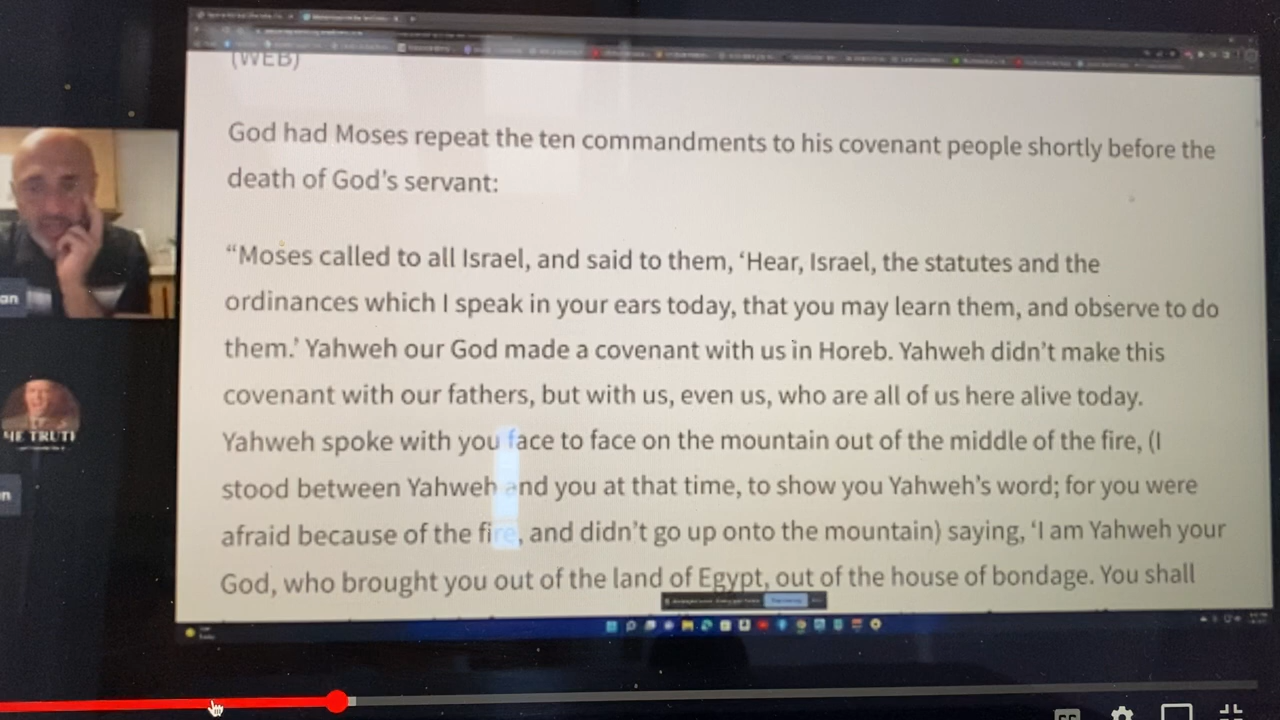 (WEB)
God had Moses repeat the ten commandments to his covenant people shortly before the
death of God’s servant:
“Moses called to all Israel, and said to them, ‘Hear, Israel, the statutes and the
ordinances which I speak in your ears today, that you may learn them, and observe to do
them.’ Yahweh our God made a covenant with us in Horeb. Yahweh didn’t make this
covenant with our fathers, but with us, even us, who are all of us here alive today.
Yahweh spoke with you face to face on the mountain out of the middle of the fire, (I
stood between Yahweh and you at that time, to show you Yahweh’s word; for you were
afraid because of the fire, and didn’t go up onto the mountain) saying, ‘I am Yahweh your
God, who brought you out of the land of Egypt, out of the house of bondage. You shall
an
HE TRUTH
n
CC